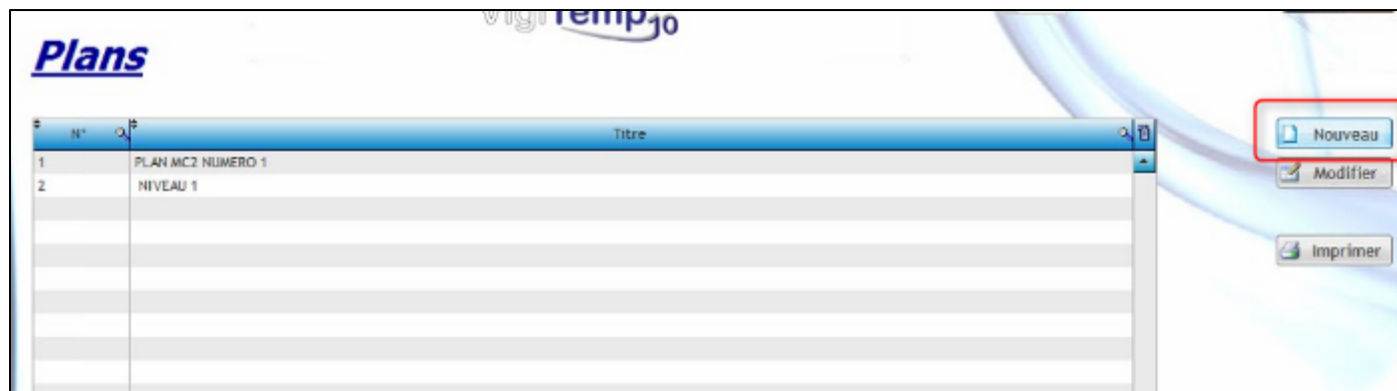 VigiTemp10
Plans
N° Titre
1 PLAN MC2 NUMERO 1
2 NIVEAU 1
Nouveau
Modifier
Imprimer